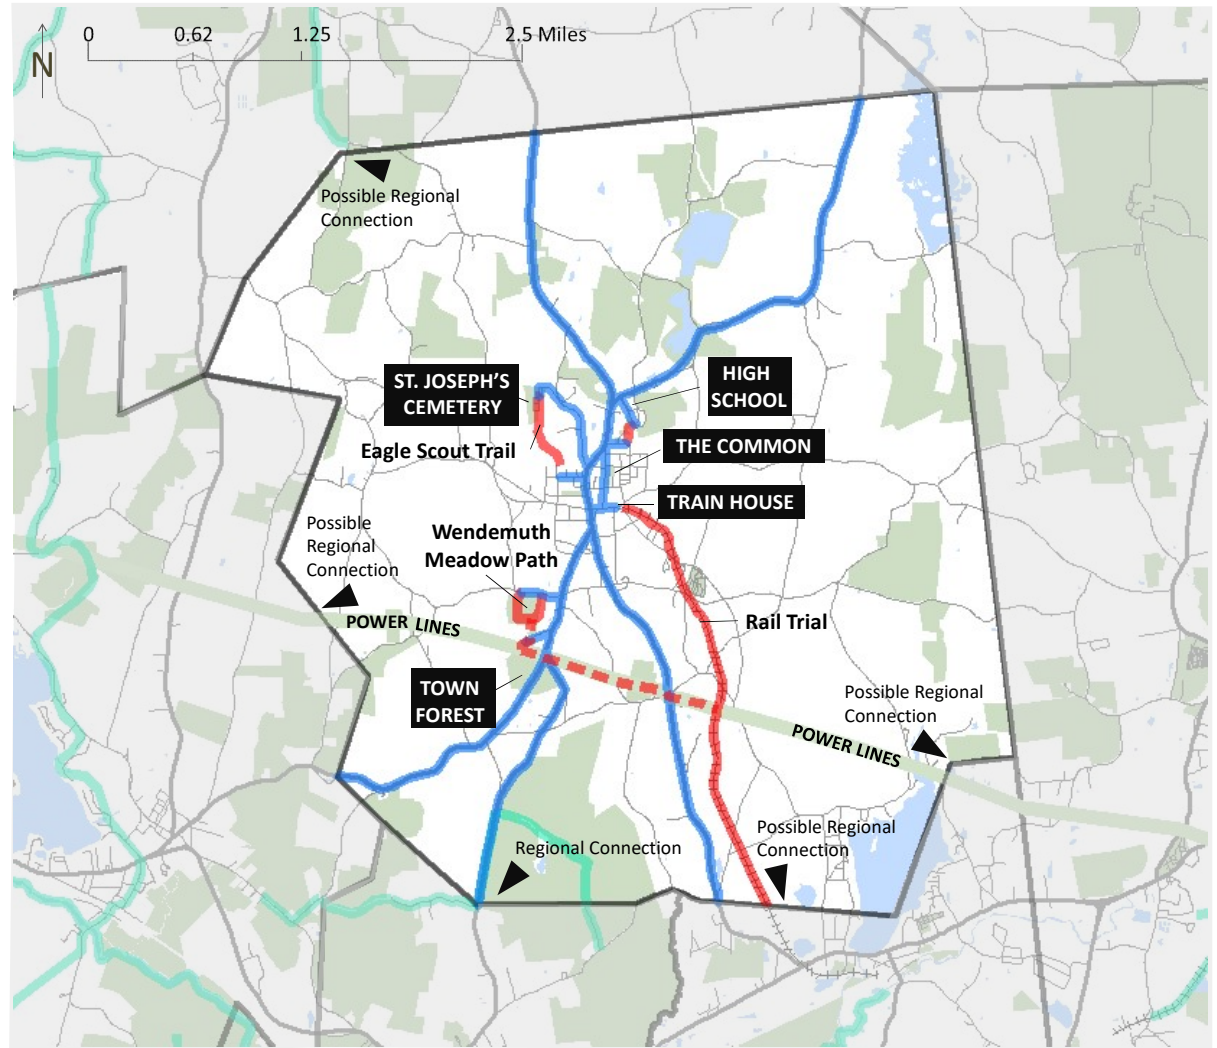 0 0.62 1.25 2.5 Miles
N
Possible Regional
Connection
ST. JOSEPH'S
CEMETERY
HIGH
SCHOOL
Eagle Scout Trail
THE COMMON
TRAIN HOUSE
Possible
Regional
Connection
Wendemuth
Meadow Path
POWER LINES
Rail Trial
TOWN
FOREST
Possible Regional
Connection
POWER LINES
Possible Regional
Connection
Regional Connection